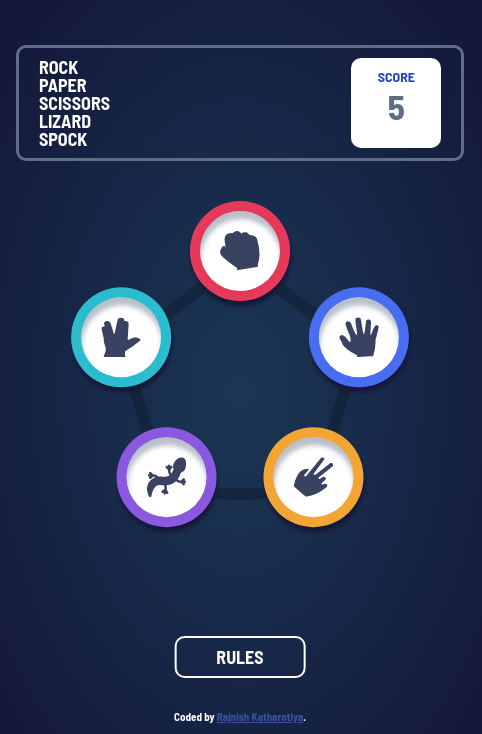 ROCK
PAPER
SCISSORS
LIZARD
SPOCK
SCORE
5
RULES
Coded by Rajnish Katharotiya.